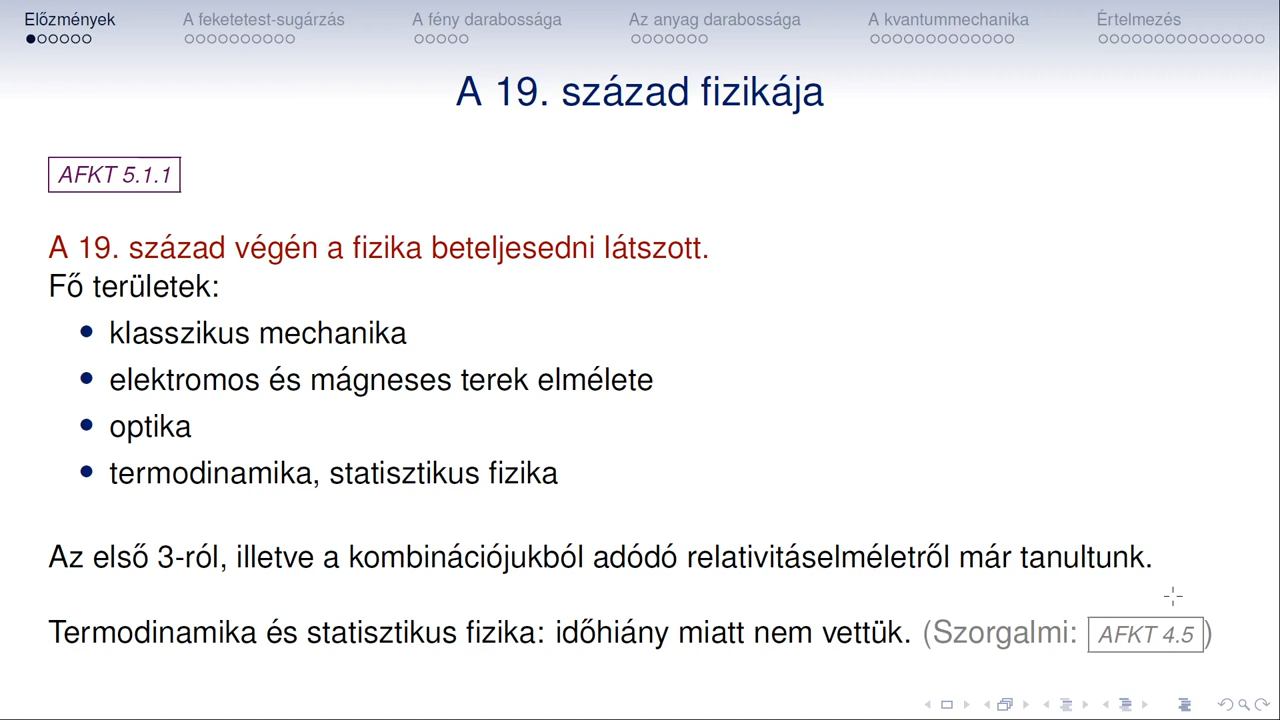 Előzmények A feketetest-sugárzás A fény darabossága Az anyag darabossága A kvantummechanika Értelmezés
A 19. század fizikája
AFKT 5.1.1
A 19. század végén a fizika beteljesedni látszott.
Fő területek:
klasszikus mechanika
elektromos és mágneses terek elmélete
optika
termodinamika, statisztikus fizika
Az első 3-ról, illetve a kombinációjukból adódó relativitáselméletről már tanultunk.
Termodinamika és statisztikus fizika: időhiány miatt nem vettük. (Szorgalmi: AFKT 4.5)